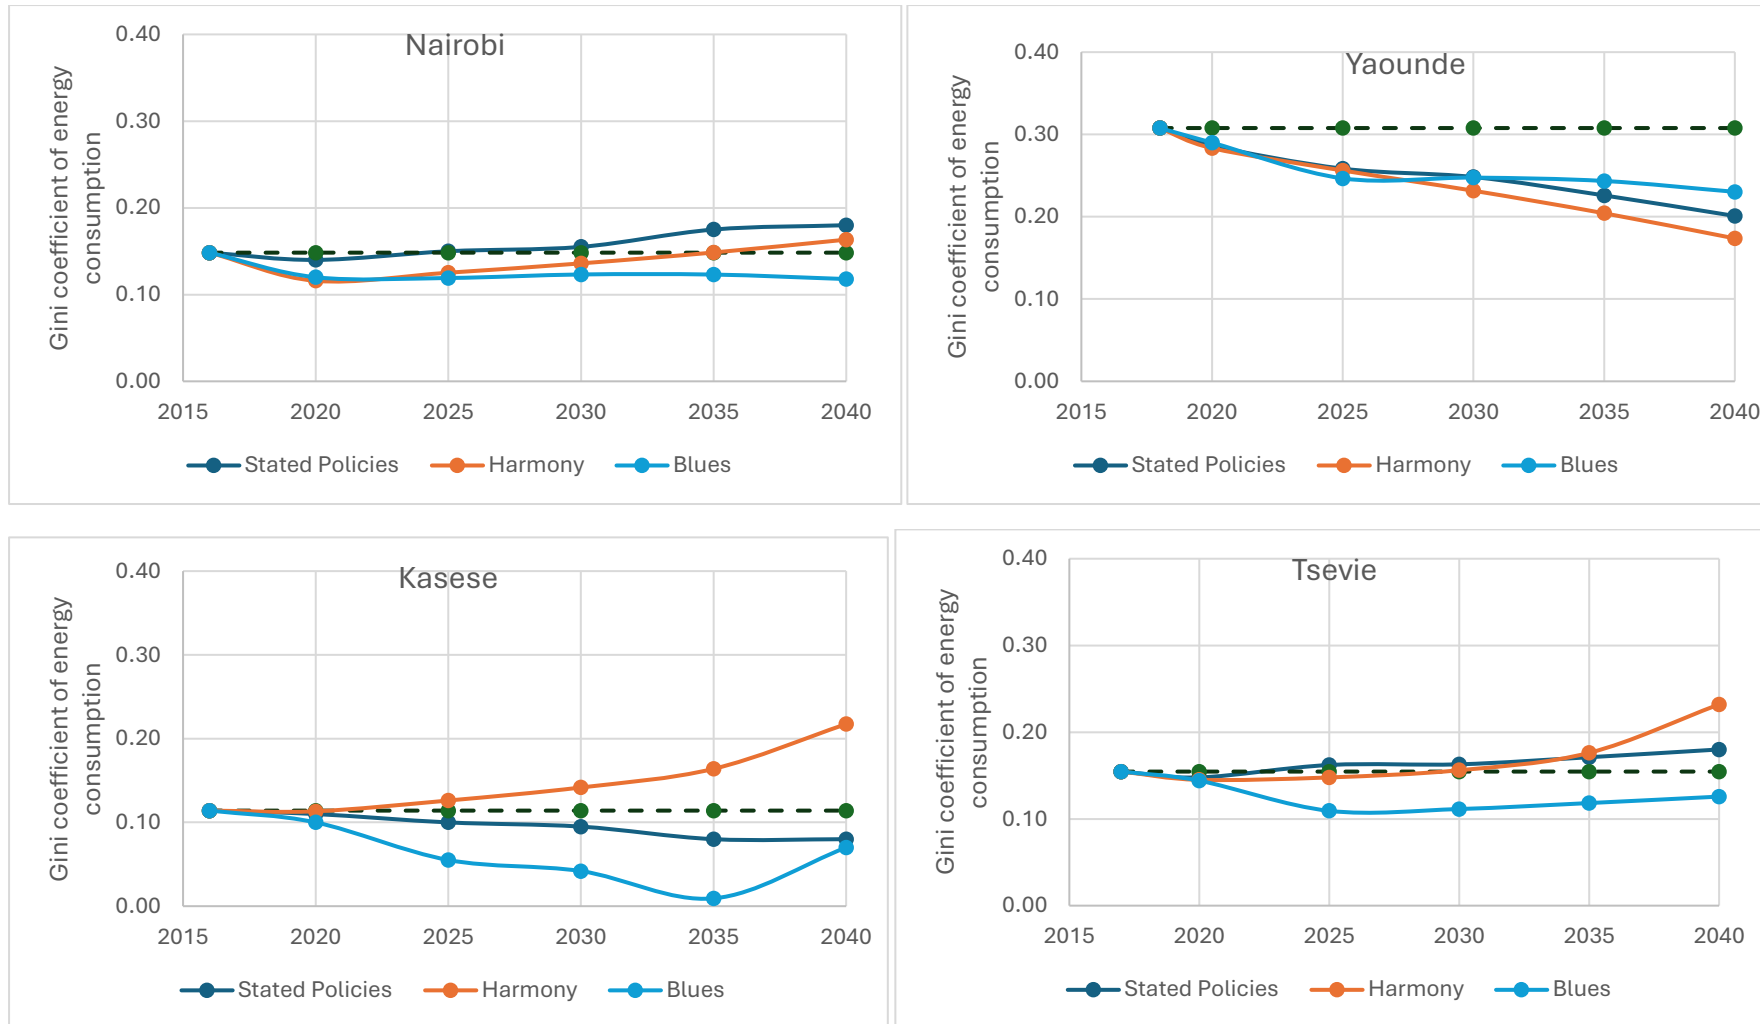 Nairobi
Gini coefficient of energy
consumption
0.40
0.30
0.20
0.10
0.00
2015 2020 2025 2030 2035 2040
Stated Policies Harmony Blues
Yaounde
Gini coefficient of energy
consumption
0.40
0.30
0.20
0.10
0.00
2015 2020 2025 2030 2035 2040
Stated Policies Harmony Blues
Kasese
Gini coefficient of energy
consumption
0.40
0.30
0.20
0.10
0.00
2015 2020 2025 2030 2035 2040
Stated Policies Harmony Blues
Tsevie
Gini coefficient of energy
consumption
0.40
0.30
0.20
0.10
0.00
2015 2020 2025 2030 2035 2040
Stated Policies Harmony Blues